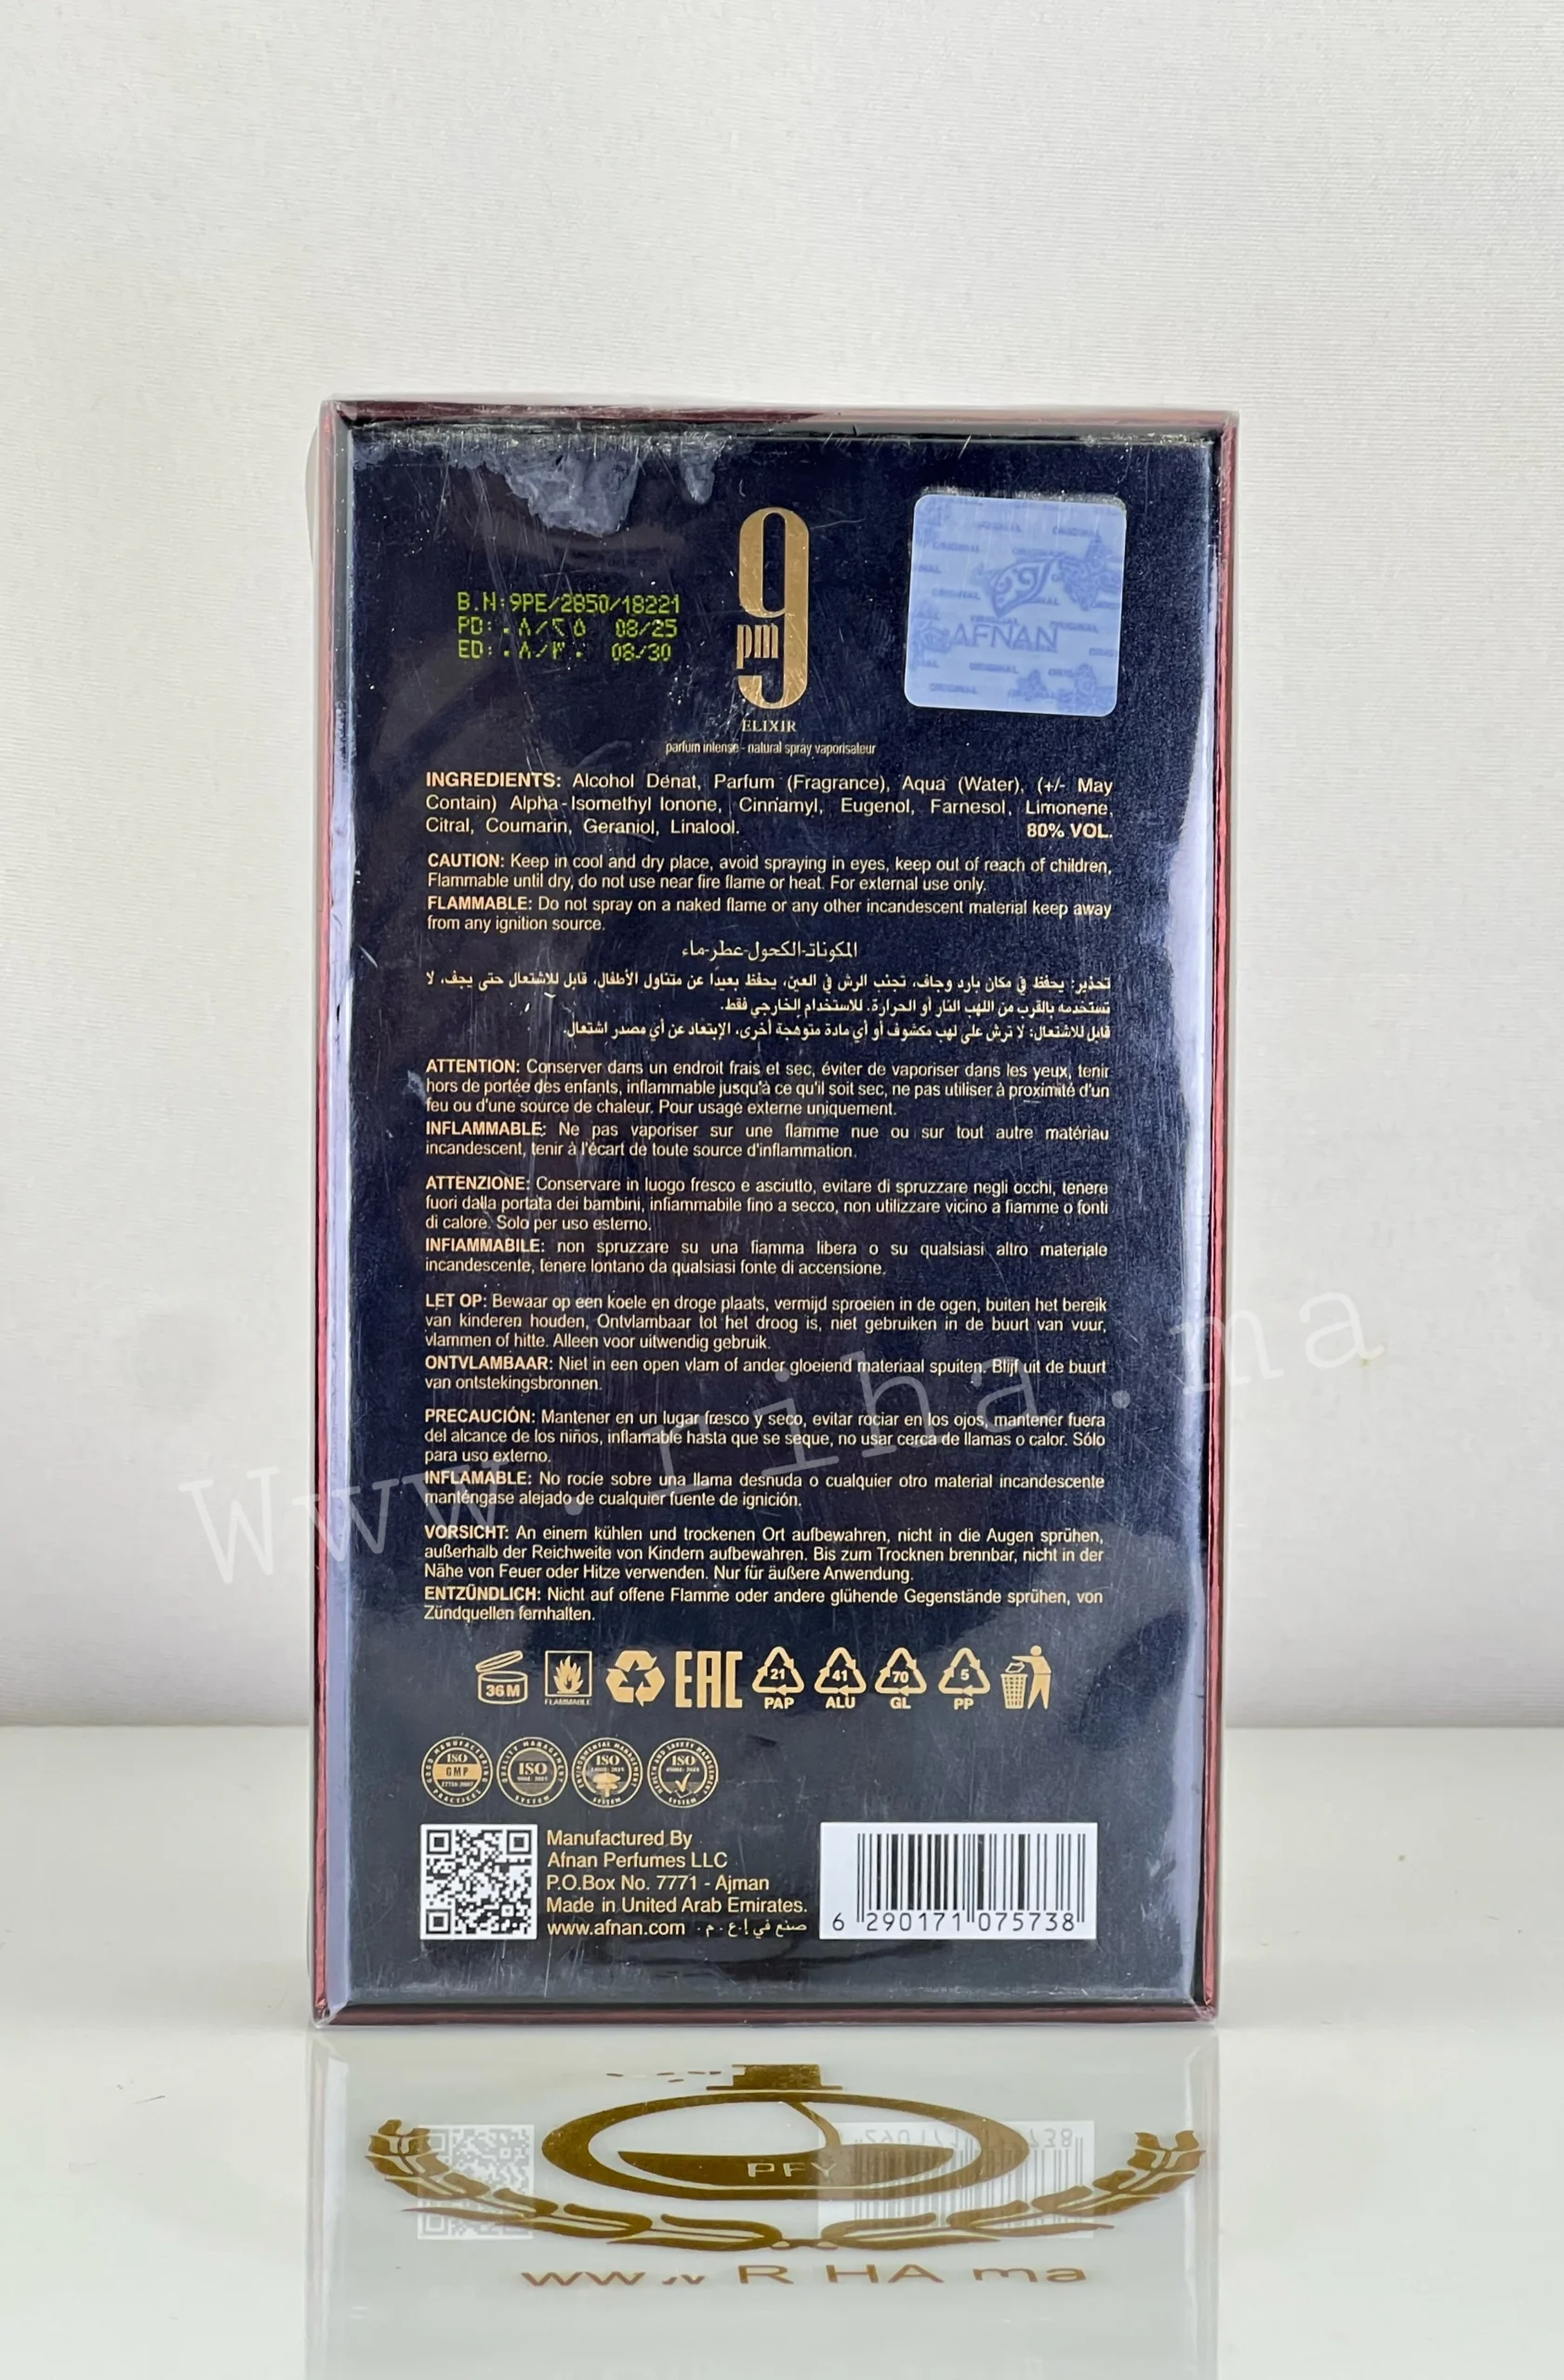 B.N:9PE/2850/18221
PD: ٠٨/٢٥ 08/25
ED: ٠٨/٣٠ 08/30
9
pm
ELIXIR
parfum intense - natural spray vaporisateur
ORIGINAL
AFNAN
INGREDIENTS: Alcohol Denat, Parfum (Fragrance), Aqua (Water), (+/- May
Contain) Alpha-Isomethyl Ionone, Cinnamyl, Eugenol, Farnesol, Limonene,
Citral, Coumarin, Geraniol, Linalool. 80% VOL.
CAUTION: Keep in cool and dry place, avoid spraying in eyes, keep out of reach of children,
Flammable until dry, do not use near fire flame or heat. For external use only.
FLAMMABLE: Do not spray on a naked flame or any other incandescent material keep away
from any ignition source.
المكونات-الكحول-عطر-ماء
تحذير: يحفظ في مكان بارد وجاف، تجنب الرش في العين، يحفظ بعيدًا عن متناول الأطفال، قابل للاشتعال حتى يجف، لا
تستخدمه بالقرب من اللهب النار أو الحرارة. للاستخدام الخارجي فقط.
قابل للاشتعال: لا ترش على لهب مكشوف أو أي مادة متوهجة أخرى، الإبتعاد عن أي مصدر اشتعال.
ATTENTION: Conserver dans un endroit frais et sec, éviter de vaporiser dans les yeux, tenir
hors de portée des enfants, inflammable jusqu'à ce qu'il soit sec, ne pas utiliser à proximité d'un
feu ou d'une source de chaleur. Pour usage externe uniquement.
INFLAMMABLE: Ne pas vaporiser sur une flamme nue ou sur tout autre matériau
incandescent, tenir à l'écart de toute source d'inflammation.
ATTENZIONE: Conservare in luogo fresco e asciutto, evitare di spruzzare negli occhi, tenere
fuori dalla portata dei bambini, infiammabile fino a secco, non utilizzare vicino a fiamme o fonti
di calore. Solo per uso esterno.
INFIAMMABILE: non spruzzare su una fiamma libera o su qualsiasi altro materiale
incandescente, tenere lontano da qualsiasi fonte di accensione.
LET OP: Bewaar op een koele en droge plaats, vermijd sproeien in de ogen, buiten het bereik
van kinderen houden, Ontvlambaar tot het droog is, niet gebruiken in de buurt van vuur,
vlammen of hitte. Alleen voor uitwendig gebruik.
ONTVLAMBAAR: Niet in een open vlam of ander gloeiend materiaal spuiten. Blijf uit de buurt
van ontstekingsbronnen.
PRECAUCIÓN: Mantener en un lugar fresco y seco, evitar rociar en los ojos, mantener fuera
del alcance de los niños, inflamable hasta que se seque, no usar cerca de llamas o calor. Sólo
para uso externo.
INFLAMABLE: No rocíe sobre una llama desnuda o cualquier otro material incandescente
manténgase alejado de cualquier fuente de ignición.
VORSICHT: An einem kühlen und trockenen Ort aufbewahren, nicht in die Augen sprühen,
außerhalb der Reichweite von Kindern aufbewahren. Bis zum Trocknen brennbar, nicht in der
Nähe von Feuer oder Hitze verwenden. Nur für äußere Anwendung.
ENTZÜNDLICH: Nicht auf offene Flamme oder andere glühende Gegenstände sprühen, von
Zündquellen fernhalten.
www.riha.ma
36M FLAMMABLE EAC 21 PAP 41 ALU 70 GL 5 PP
GOOD MANUFACTURING PRACTICES ISO GMP
QUALITY MANAGEMENT SYSTEM ISO
ENVIRONMENTAL MANAGEMENT SYSTEM ISO
HEALTH AND SAFETY MANAGEMENT SYSTEM ISO
Manufactured By
Afnan Perfumes LLC
P.O.Box No. 7771 - Ajman
Made in United Arab Emirates.
www.afnan.com صنع في إ.ع.م.
6 290171 075738
PFY
www R HA ma